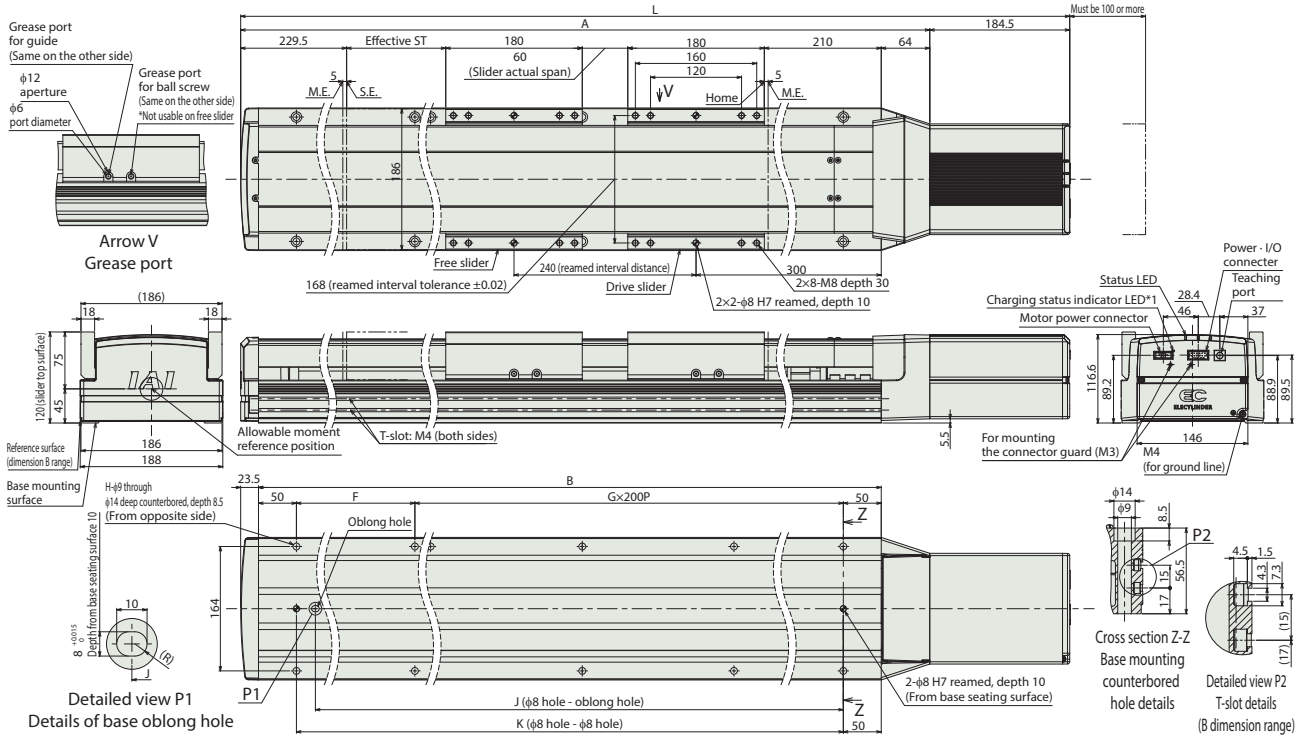 L
Must be 100 or more
A
184.5
229.5
Effective ST
180
180
210
64
60
(Slider actual span)
160
120
5
M.E.
S.E.
V
Home
5
M.E.
Grease port
for guide
(Same on the other side)
φ12
aperture
φ6
port diameter
Grease port
for ball screw
(Same on the other side)
*Not usable on free slider
Arrow V
Grease port
186
Free slider
240 (reamed interval distance)
300
168 (reamed interval tolerance ±0.02)
Drive slider
2×8-M8 depth 30
2×2-φ8 H7 reamed, depth 10
(186)
18
18
75
45
120 (slider top surface)
IAI
Reference surface
(dimension B range)
186
188
Base mounting
surface
Allowable moment
reference position
T-slot: M4 (both sides)
5.5
Power · I/O
connecter
Status LED
Teaching
port
Charging status indicator LED*1
28.4
46
37
Motor power connector
116.6
89.2
88.9
89.5
EC
ELECYLINDER
146
For mounting
the connector guard (M3)
M4
(for ground line)
23.5
B
50
F
G×200P
50
H-φ9 through
φ14 deep counterbored, depth 8.5
(From opposite side)
Oblong hole
Z
164
P1
J (φ8 hole - oblong hole)
K (φ8 hole - φ8 hole)
Z
50
2-φ8 H7 reamed, depth 10
(From base seating surface)
Depth from base seating surface 10
8 +0.015 0
10
(R)
J
Detailed view P1
Details of base oblong hole
φ14
φ9
8.5
P2
15
17
56.5
Cross section Z-Z
Base mounting
counterbored
hole details
4.5
1.5
4.3
7.3
(15)
(17)
Detailed view P2
T-slot details
(B dimension range)